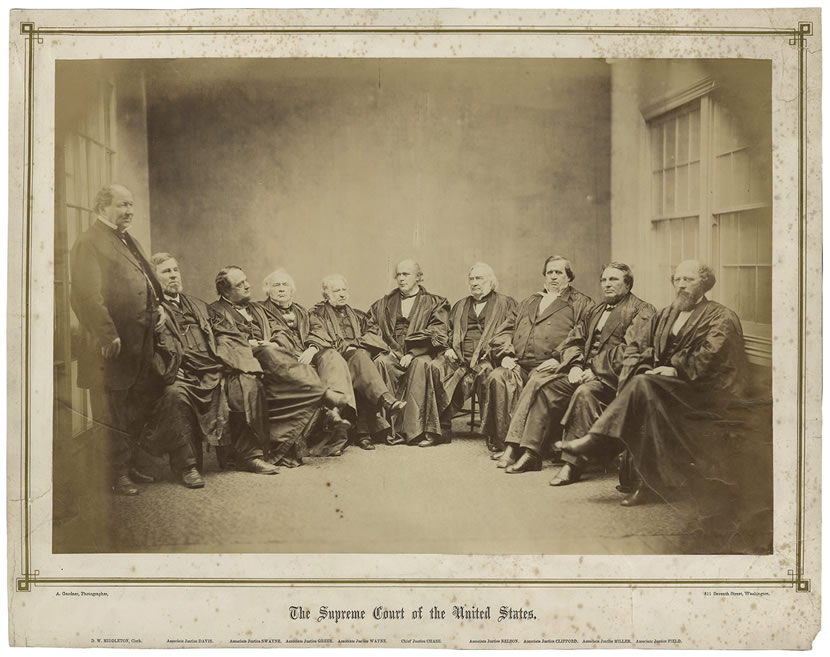 A. Gardner, Photographer,
511 Seventh Street, Washington.
The Supreme Court of the United States.
D. W. MIDDLETON, Clerk. Associate Justice DAVIS. Associate Justice SWAYNE. Associate Justice GRIER. Associate Justice WAYNE. Chief Justice CHASE. Associate Justice NELSON. Associate Justice CLIFFORD. Associate Justice MILLER. Associate Justice FIELD.